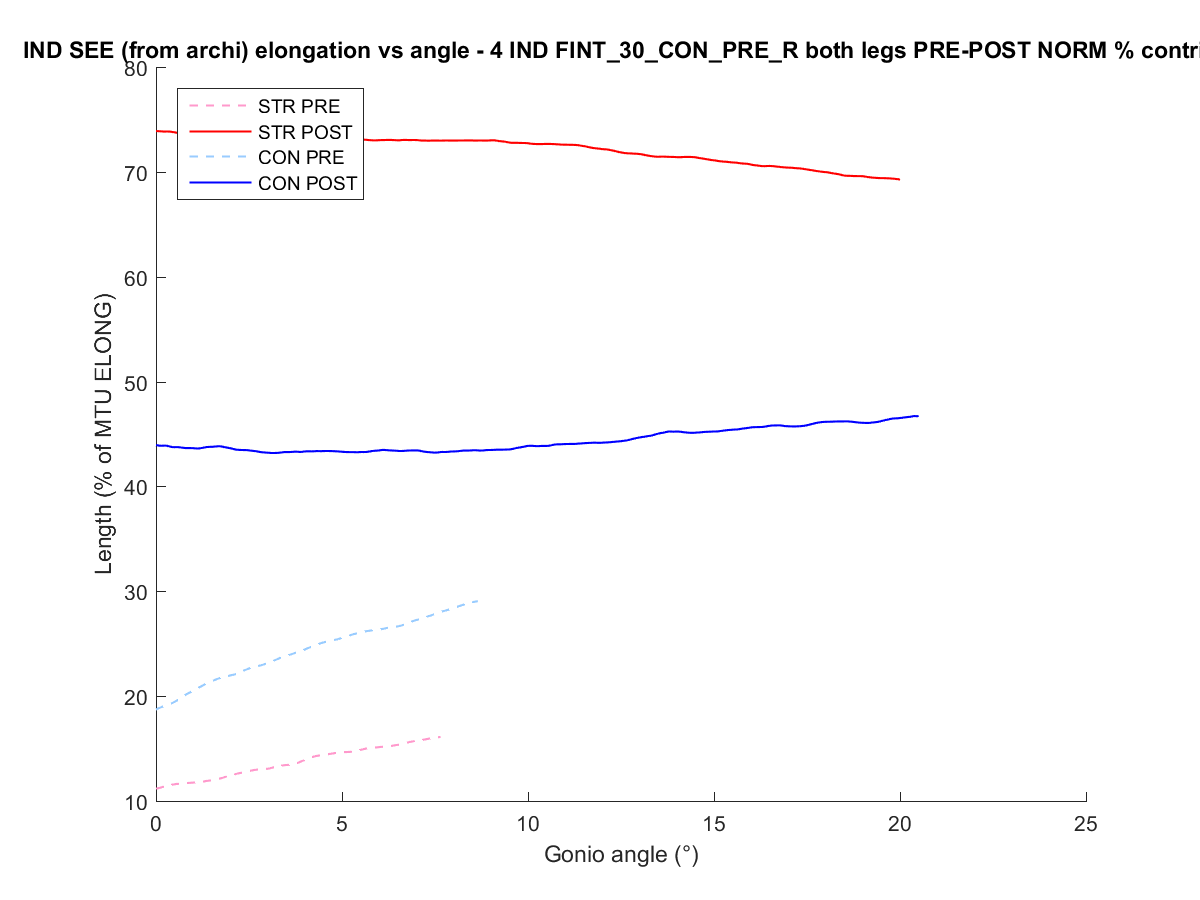 IND SEE (from archi) elongation vs angle - 4 IND FINT_30_CON_PRE_R both legs PRE-POST NORM % contri
80
70
60
50
40
30
20
10
STR PRE
STR POST
CON PRE
CON POST
Length (% of MTU ELONG)
0 5 10 15 20 25
Gonio angle (°)